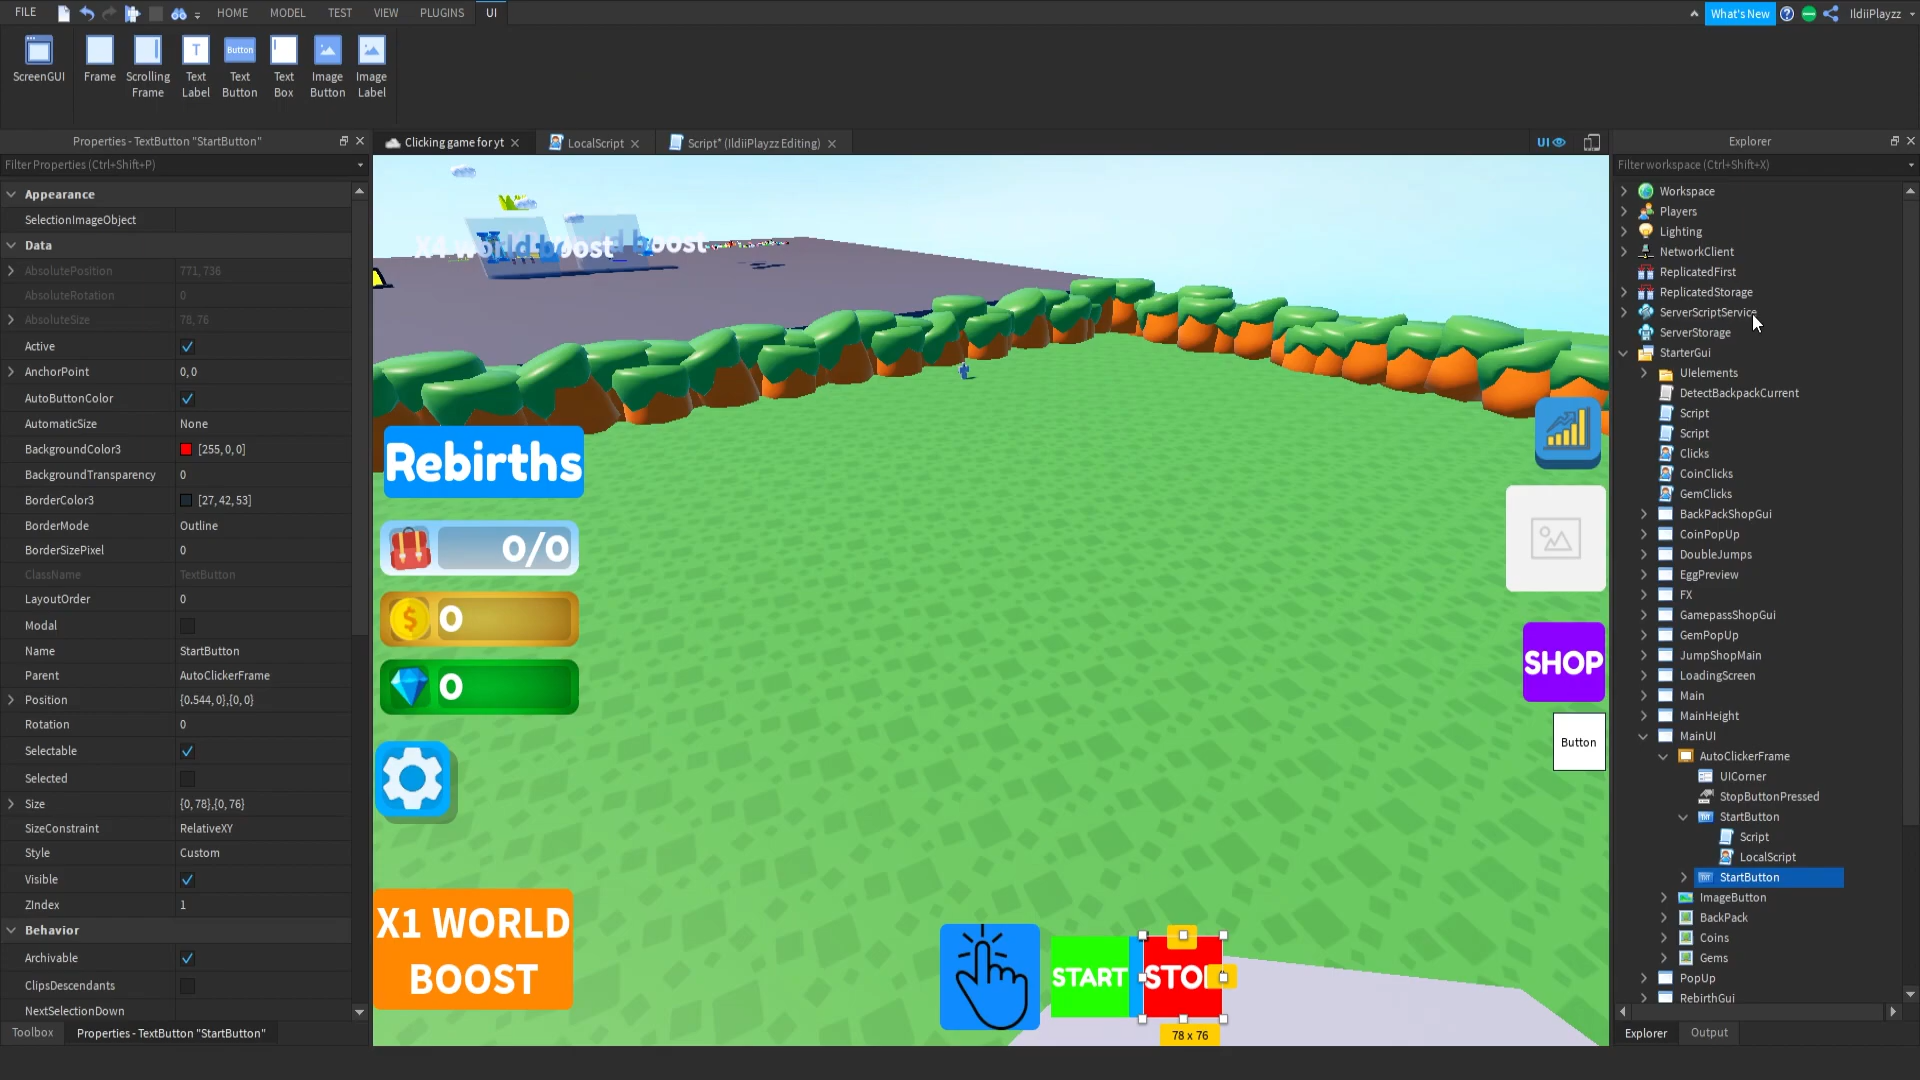 FILE
HOME
MODEL
TEST
VIEW
PLUGINS
UI
What's New
IldiiPlayzz
ScreenGUI
Frame
Scrolling Frame
Text Label
Text Button
Text Box
Image Button
Image Label
T
Button
Properties - TextButton "StartButton"
Filter Properties (Ctrl+Shift+P)
Appearance
SelectionImageObject
Data
AbsolutePosition 771, 736
AbsoluteRotation 0
AbsoluteSize 78, 76
Active
AnchorPoint 0, 0
AutoButtonColor
AutomaticSize None
BackgroundColor3 [255, 0, 0]
BackgroundTransparency 0
BorderColor3 [27, 42, 53]
BorderMode Outline
BorderSizePixel 0
ClassName TextButton
LayoutOrder 0
Modal
Name StartButton
Parent AutoClickerFrame
Position {0.544, 0},{0, 0}
Rotation 0
Selectable
Selected
Size {0, 78},{0, 76}
SizeConstraint RelativeXY
Style Custom
Visible
ZIndex 1
Behavior
Archivable
ClipsDescendants
NextSelectionDown
Toolbox
Properties - TextButton "StartButton"
Clicking game for yt
LocalScript
Script* (IldiiPlayzz Editing)
UI
X4 world boost
boost
Rebirths
0/0
0
0
X1 WORLD
BOOST
START
STO
78 x 76
SHOP
Button
Explorer
Filter workspace (Ctrl+Shift+X)
Workspace
Players
Lighting
NetworkClient
ReplicatedFirst
ReplicatedStorage
ServerScriptService
ServerStorage
StarterGui
UIelements
DetectBackpackCurrent
Script
Script
Clicks
CoinClicks
GemClicks
BackPackShopGui
CoinPopUp
DoubleJumps
EggPreview
FX
GamepassShopGui
GemPopUp
JumpShopMain
LoadingScreen
Main
MainHeight
MainUI
AutoClickerFrame
UICorner
StopButtonPressed
StartButton
Script
LocalScript
StartButton
ImageButton
BackPack
Coins
Gems
PopUp
RebirthGui
Explorer
Output